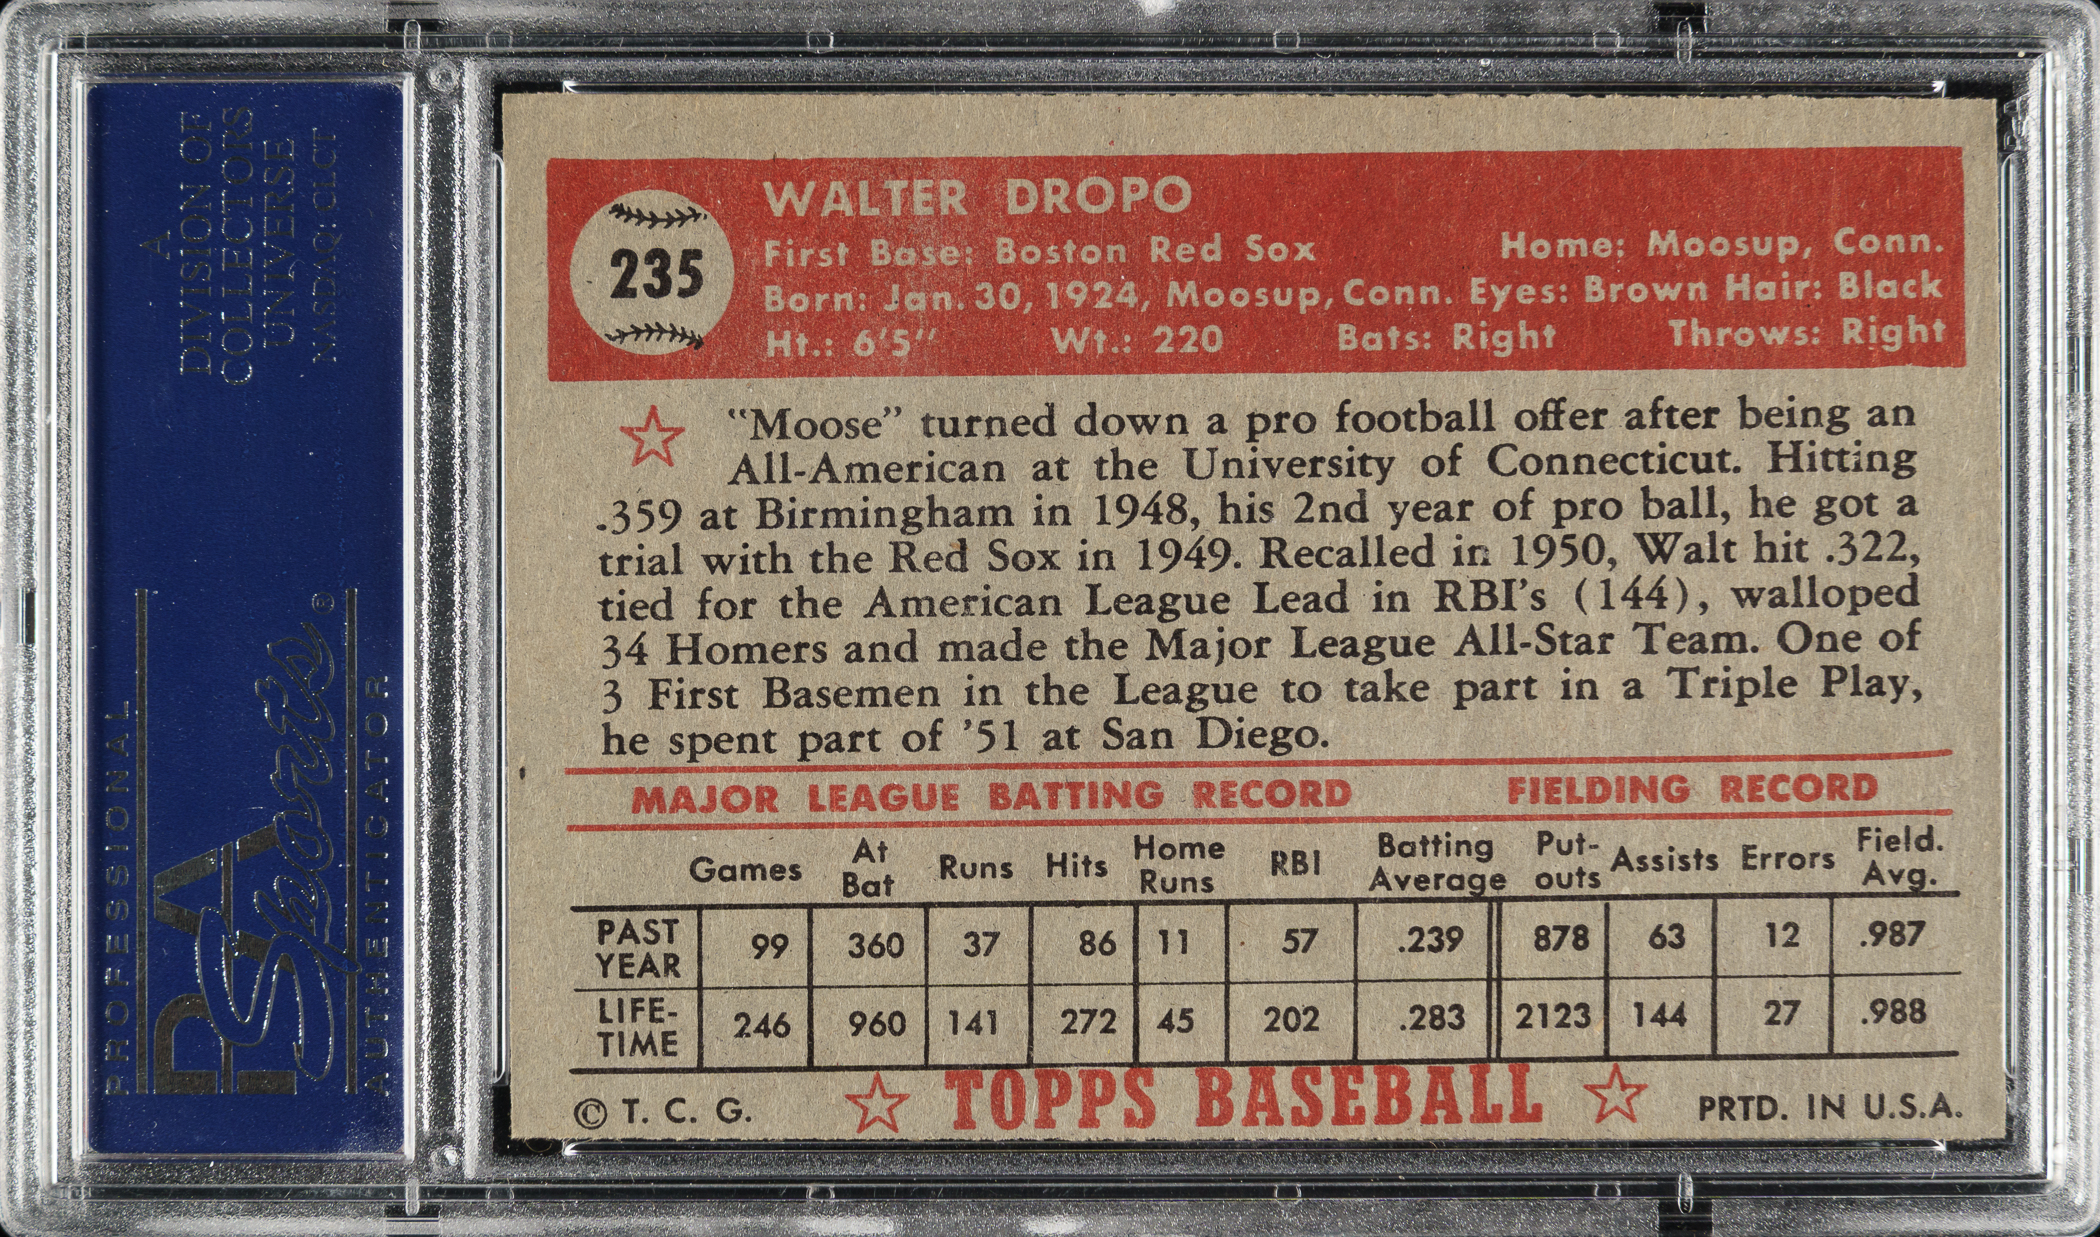 A
DIVISION OF
COLLECTORS
UNIVERSE
NASDAQ: CLCT
PROFESSIONAL
PSA
Sports®
AUTHENTICATOR
235
WALTER DROPO
First Base: Boston Red Sox Home: Moosup, Conn.
Born: Jan. 30, 1924, Moosup, Conn. Eyes: Brown Hair: Black
Ht.: 6'5" Wt.: 220 Bats: Right Throws: Right
"Moose" turned down a pro football offer after being an
All-American at the University of Connecticut. Hitting
.359 at Birmingham in 1948, his 2nd year of pro ball, he got a
trial with the Red Sox in 1949. Recalled in 1950, Walt hit .322,
tied for the American League Lead in RBI's (144), walloped
34 Homers and made the Major League All-Star Team. One of
3 First Basemen in the League to take part in a Triple Play,
he spent part of '51 at San Diego.
MAJOR LEAGUE BATTING RECORD FIELDING RECORD
Games At Bat Runs Hits Home Runs RBI Batting Average Put-outs Assists Errors Field. Avg.
PAST YEAR 99 360 37 86 11 57 .239 878 63 12 .987
LIFE-TIME 246 960 141 272 45 202 .283 2123 144 27 .988
© T. C. G. TOPPS BASEBALL PRTD. IN U.S.A.